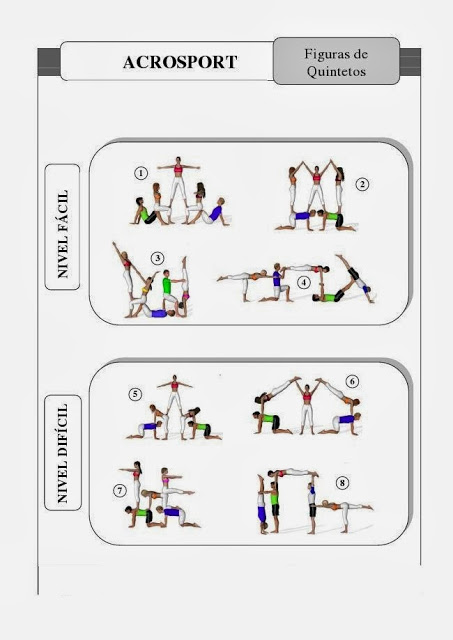 ACROSPORT
Figuras de
Quintetos
NIVEL FÁCIL
1
2
3
4
NIVEL DIFÍCIL
5
6
7
8